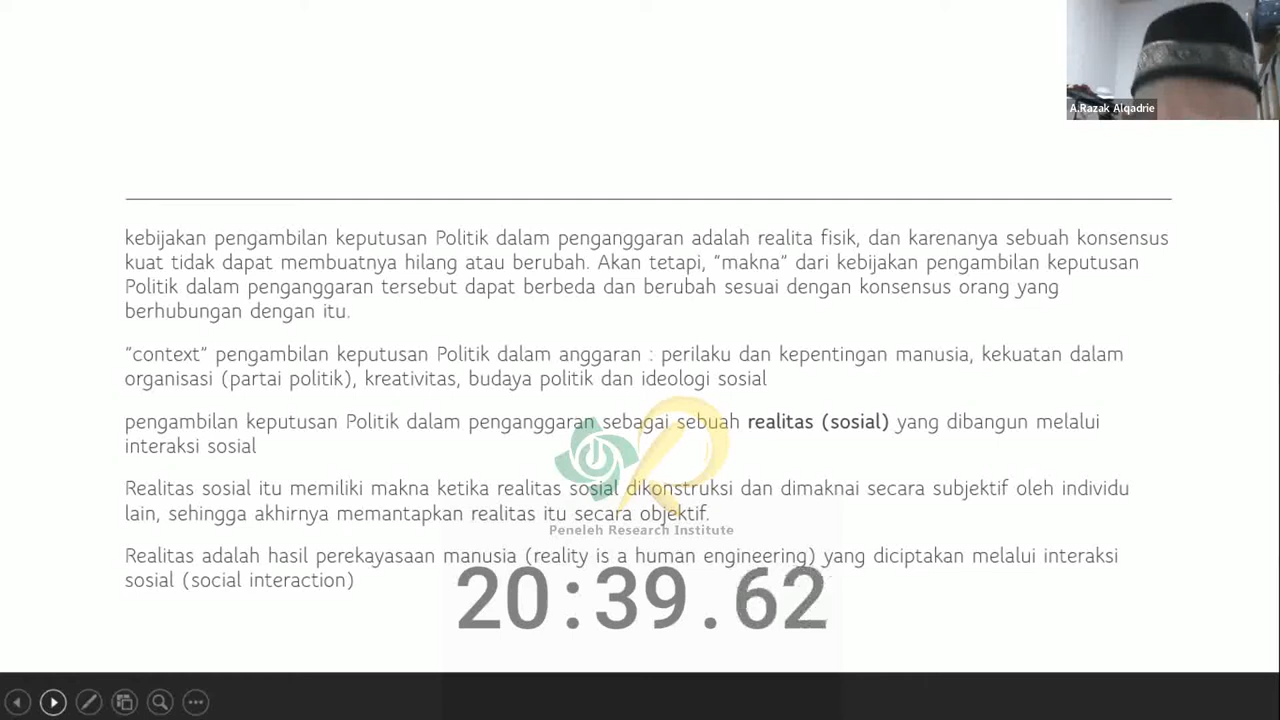 A.Razak Alqadrie
kebijakan pengambilan keputusan Politik dalam penganggaran adalah realita fisik, dan karenanya sebuah konsensus
kuat tidak dapat membuatnya hilang atau berubah. Akan tetapi, “makna” dari kebijakan pengambilan keputusan
Politik dalam penganggaran tersebut dapat berbeda dan berubah sesuai dengan konsensus orang yang
berhubungan dengan itu.
“context” pengambilan keputusan Politik dalam anggaran : perilaku dan kepentingan manusia, kekuatan dalam
organisasi (partai politik), kreativitas, budaya politik dan ideologi sosial
pengambilan keputusan Politik dalam penganggaran sebagai sebuah realitas (sosial) yang dibangun melalui
interaksi sosial
Realitas sosial itu memiliki makna ketika realitas sosial dikonstruksi dan dimaknai secara subjektif oleh individu
lain, sehingga akhirnya memantapkan realitas itu secara objektif.
Peneleh Research Institute
Realitas adalah hasil perekayasaan manusia (reality is a human engineering) yang diciptakan melalui interaksi
sosial (social interaction)
20:39.62